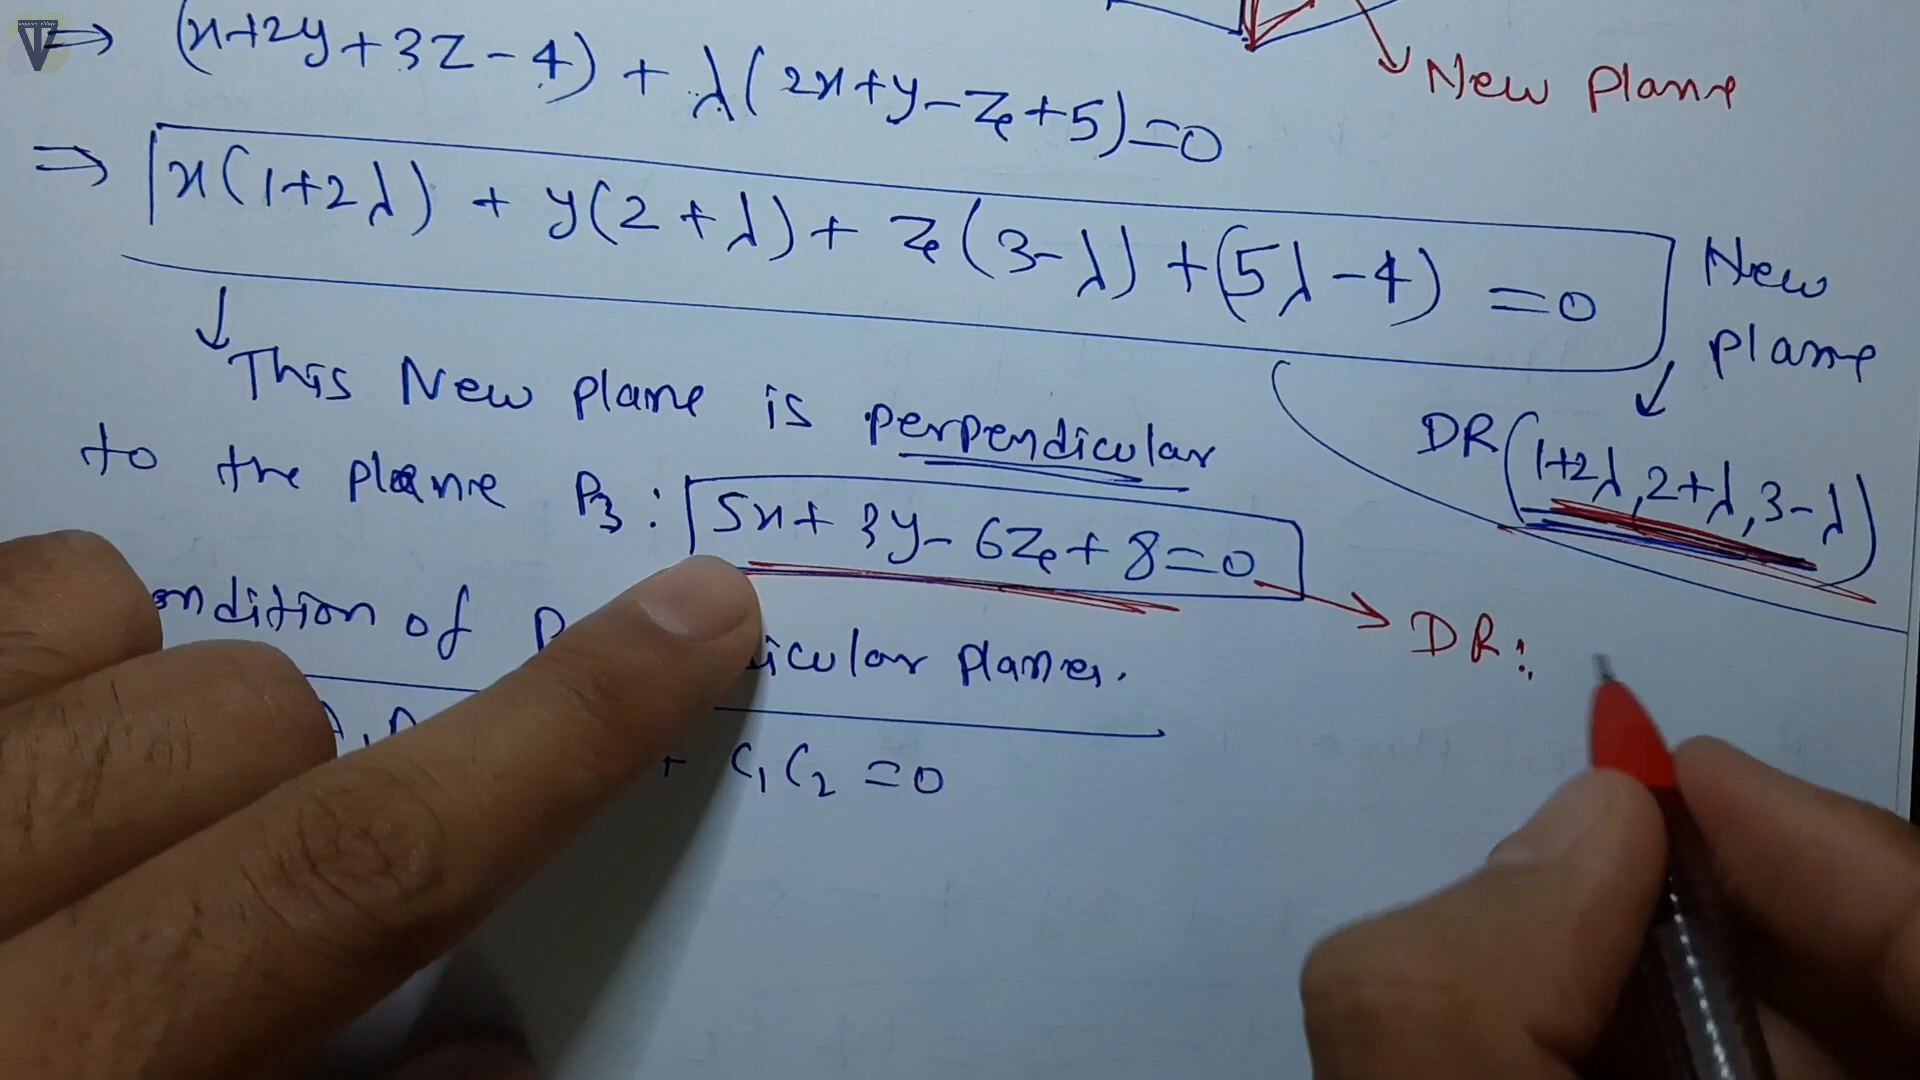 ⇒ (x+2y+3z-4) + λ(2x+y-z+5)=0
New Plane
⇒ x(1+2λ) + y(2+λ) + z(3-λ) + (5λ-4) = 0
New
plane
↓ This New plane is perpendicular
DR(1+2λ, 2+λ, 3-λ)
to the plane P3 : 5x+3y-6z+8=0
→ DR:
ondition of icular Planes.
+ C1C2 = 0